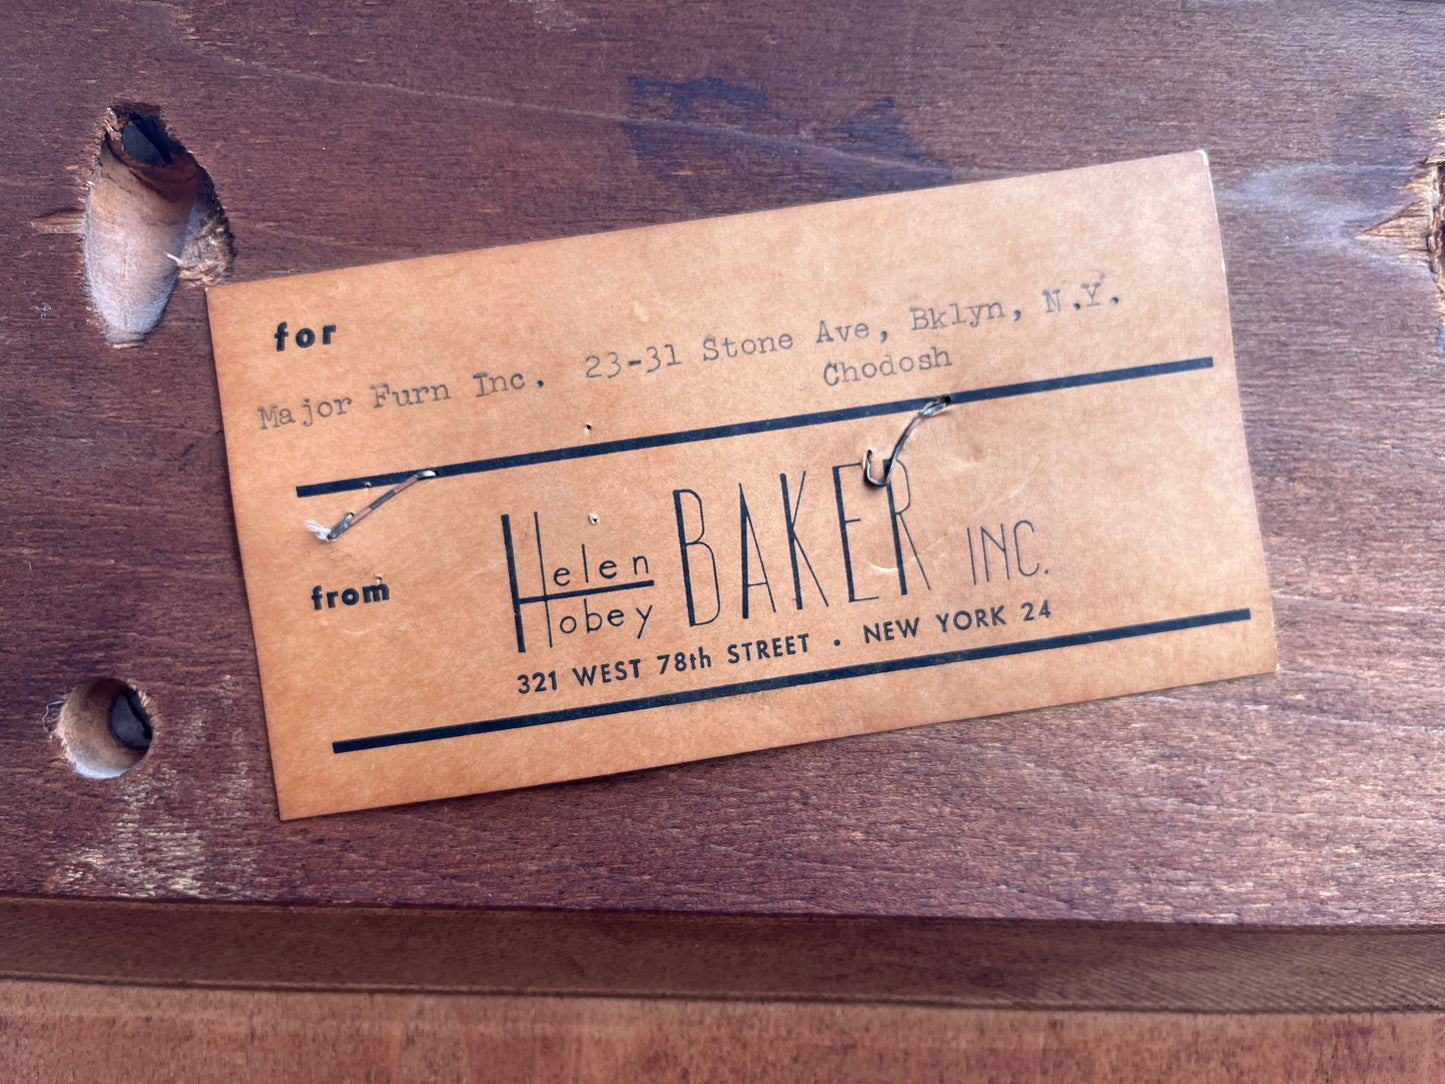 for
Major Furn Inc. 23-31 Stone Ave, Bklyn, N.Y.
Chodosh
from
Helen Hobey BAKER INC.
321 WEST 78th STREET • NEW YORK 24